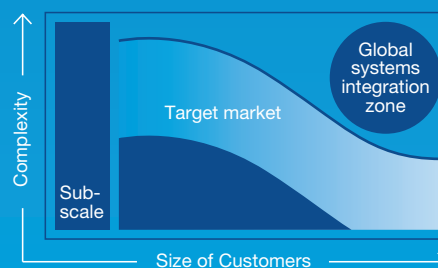 Complexity
Sub-
scale
Target market
Global
systems
integration
zone
Size of Customers